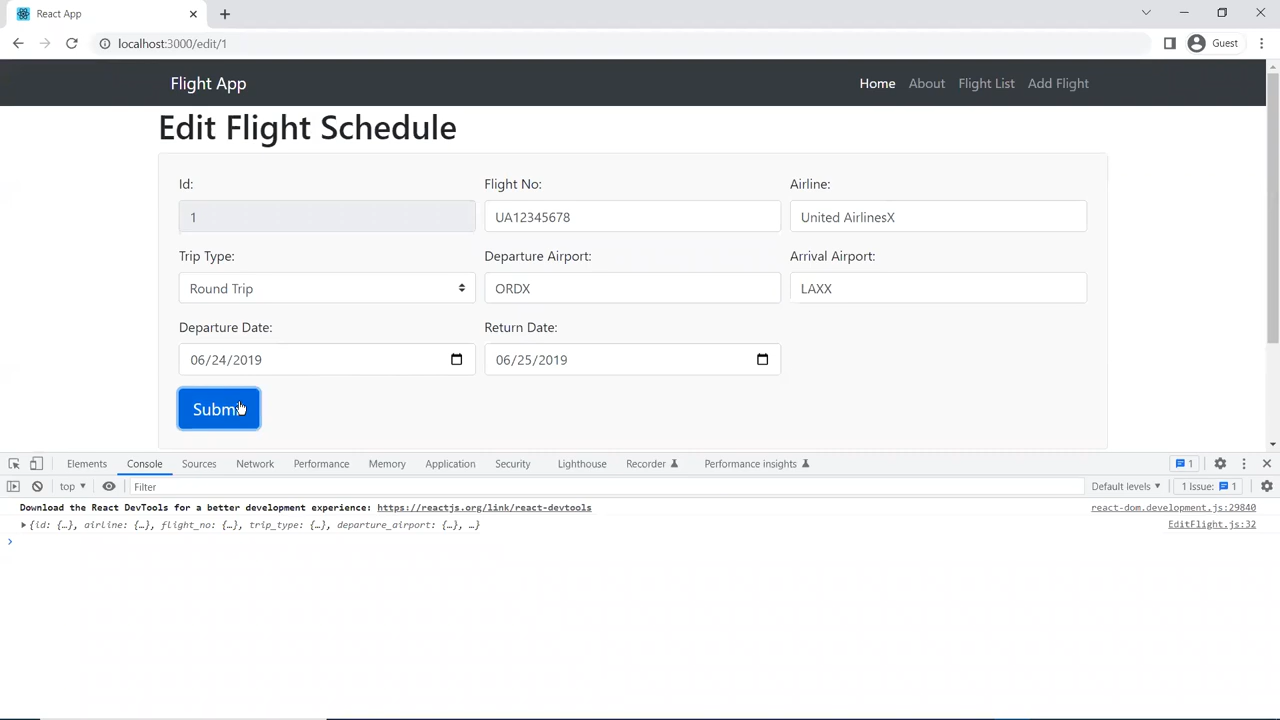 React App
localhost:3000/edit/1
Guest
Flight App Home About Flight List Add Flight
Edit Flight Schedule
Id: Flight No: Airline:
1 UA12345678 United AirlinesX
Trip Type: Departure Airport: Arrival Airport:
Round Trip ORDX LAXX
Departure Date: Return Date:
06/24/2019 06/25/2019
Submit
Elements Console Sources Network Performance Memory Application Security Lighthouse Recorder Performance insights 1
top Filter Default levels 1 Issue: 1
Download the React DevTools for a better development experience: https://reactjs.org/link/react-devtools react-dom.development.js:29840
{id: {…}, airline: {…}, flight_no: {…}, trip_type: {…}, departure_airport: {…}, …} EditFlight.js:32